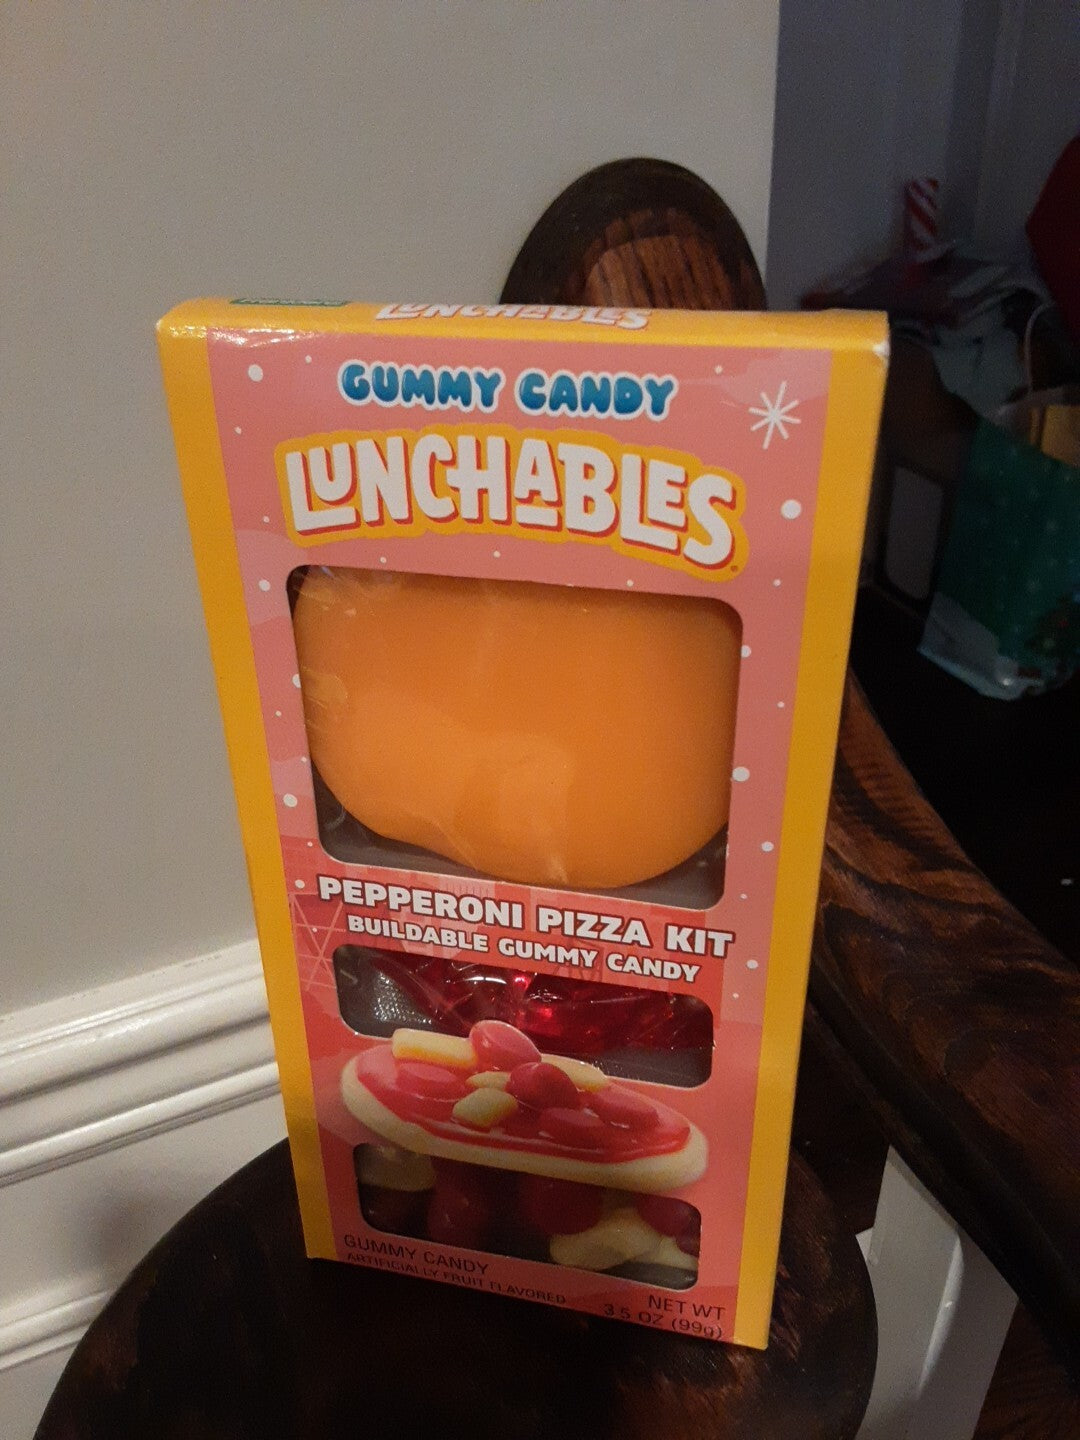 LUNCHABLES
GUMMY CANDY
LUNCHABLES
PEPPERONI PIZZA KIT
BUILDABLE GUMMY CANDY
GUMMY CANDY
ARTIFICIALLY FRUIT FLAVORED
NET WT
3.5 OZ (99g)